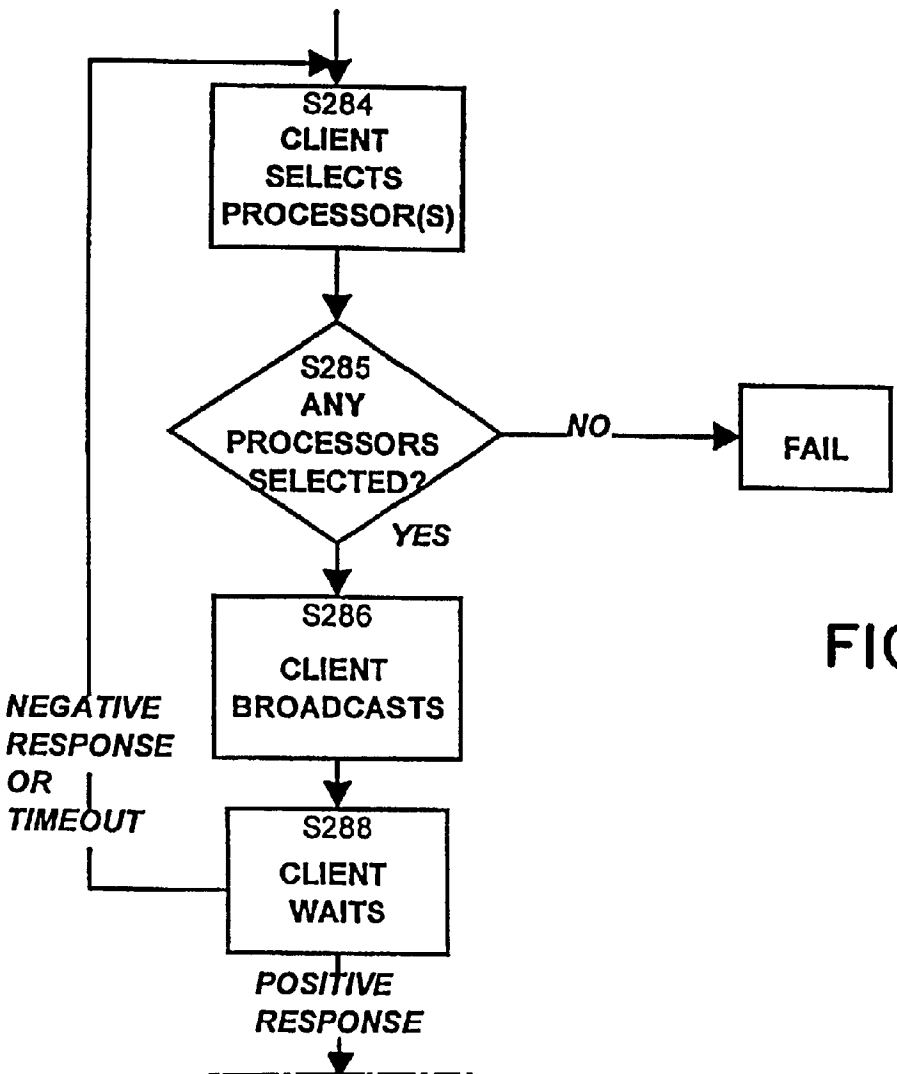 S284
CLIENT
SELECTS
PROCESSOR(S)
S285
ANY
PROCESSORS
SELECTED?
NO
FAIL
YES
S286
CLIENT
BROADCASTS
NEGATIVE
RESPONSE
OR
TIMEOUT
S288
CLIENT
WAITS
POSITIVE
RESPONSE